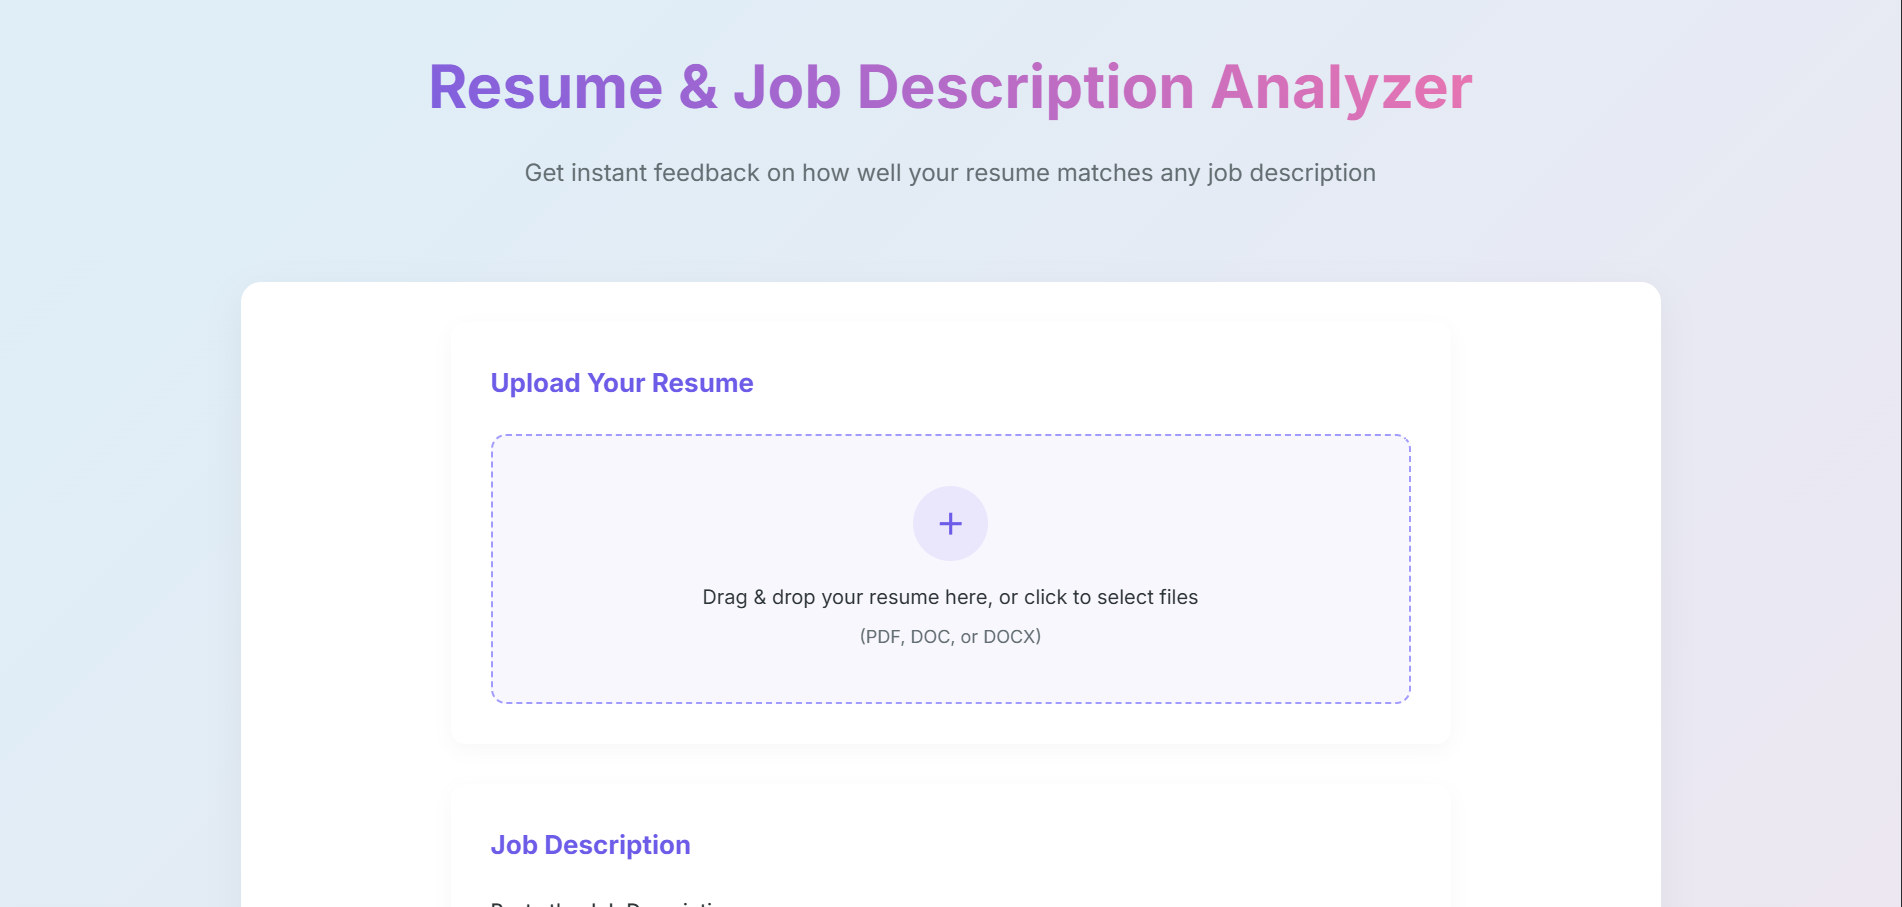 Resume & Job Description Analyzer
Get instant feedback on how well your resume matches any job description
Upload Your Resume
Drag & drop your resume here, or click to select files
(PDF, DOC, or DOCX)
Job Description